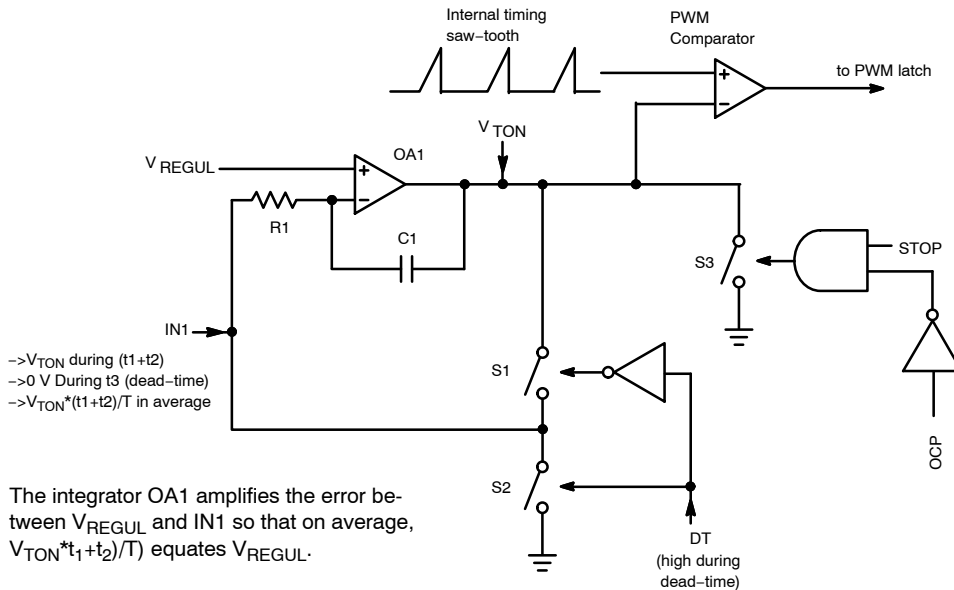 Internal timing
saw-tooth
PWM
Comparator
+
−
to PWM latch
V TON
OA1
V REGUL
+
−
R1
C1
S3
STOP
IN1
−>VTON during (t1+t2)
−>0 V During t3 (dead−time)
−>VTON*(t1+t2)/T in average
S1
S2
OCP
DT
(high during
dead−time)
The integrator OA1 amplifies the error be-
tween VREGUL and IN1 so that on average,
VTON*t1+t2)/T) equates VREGUL.